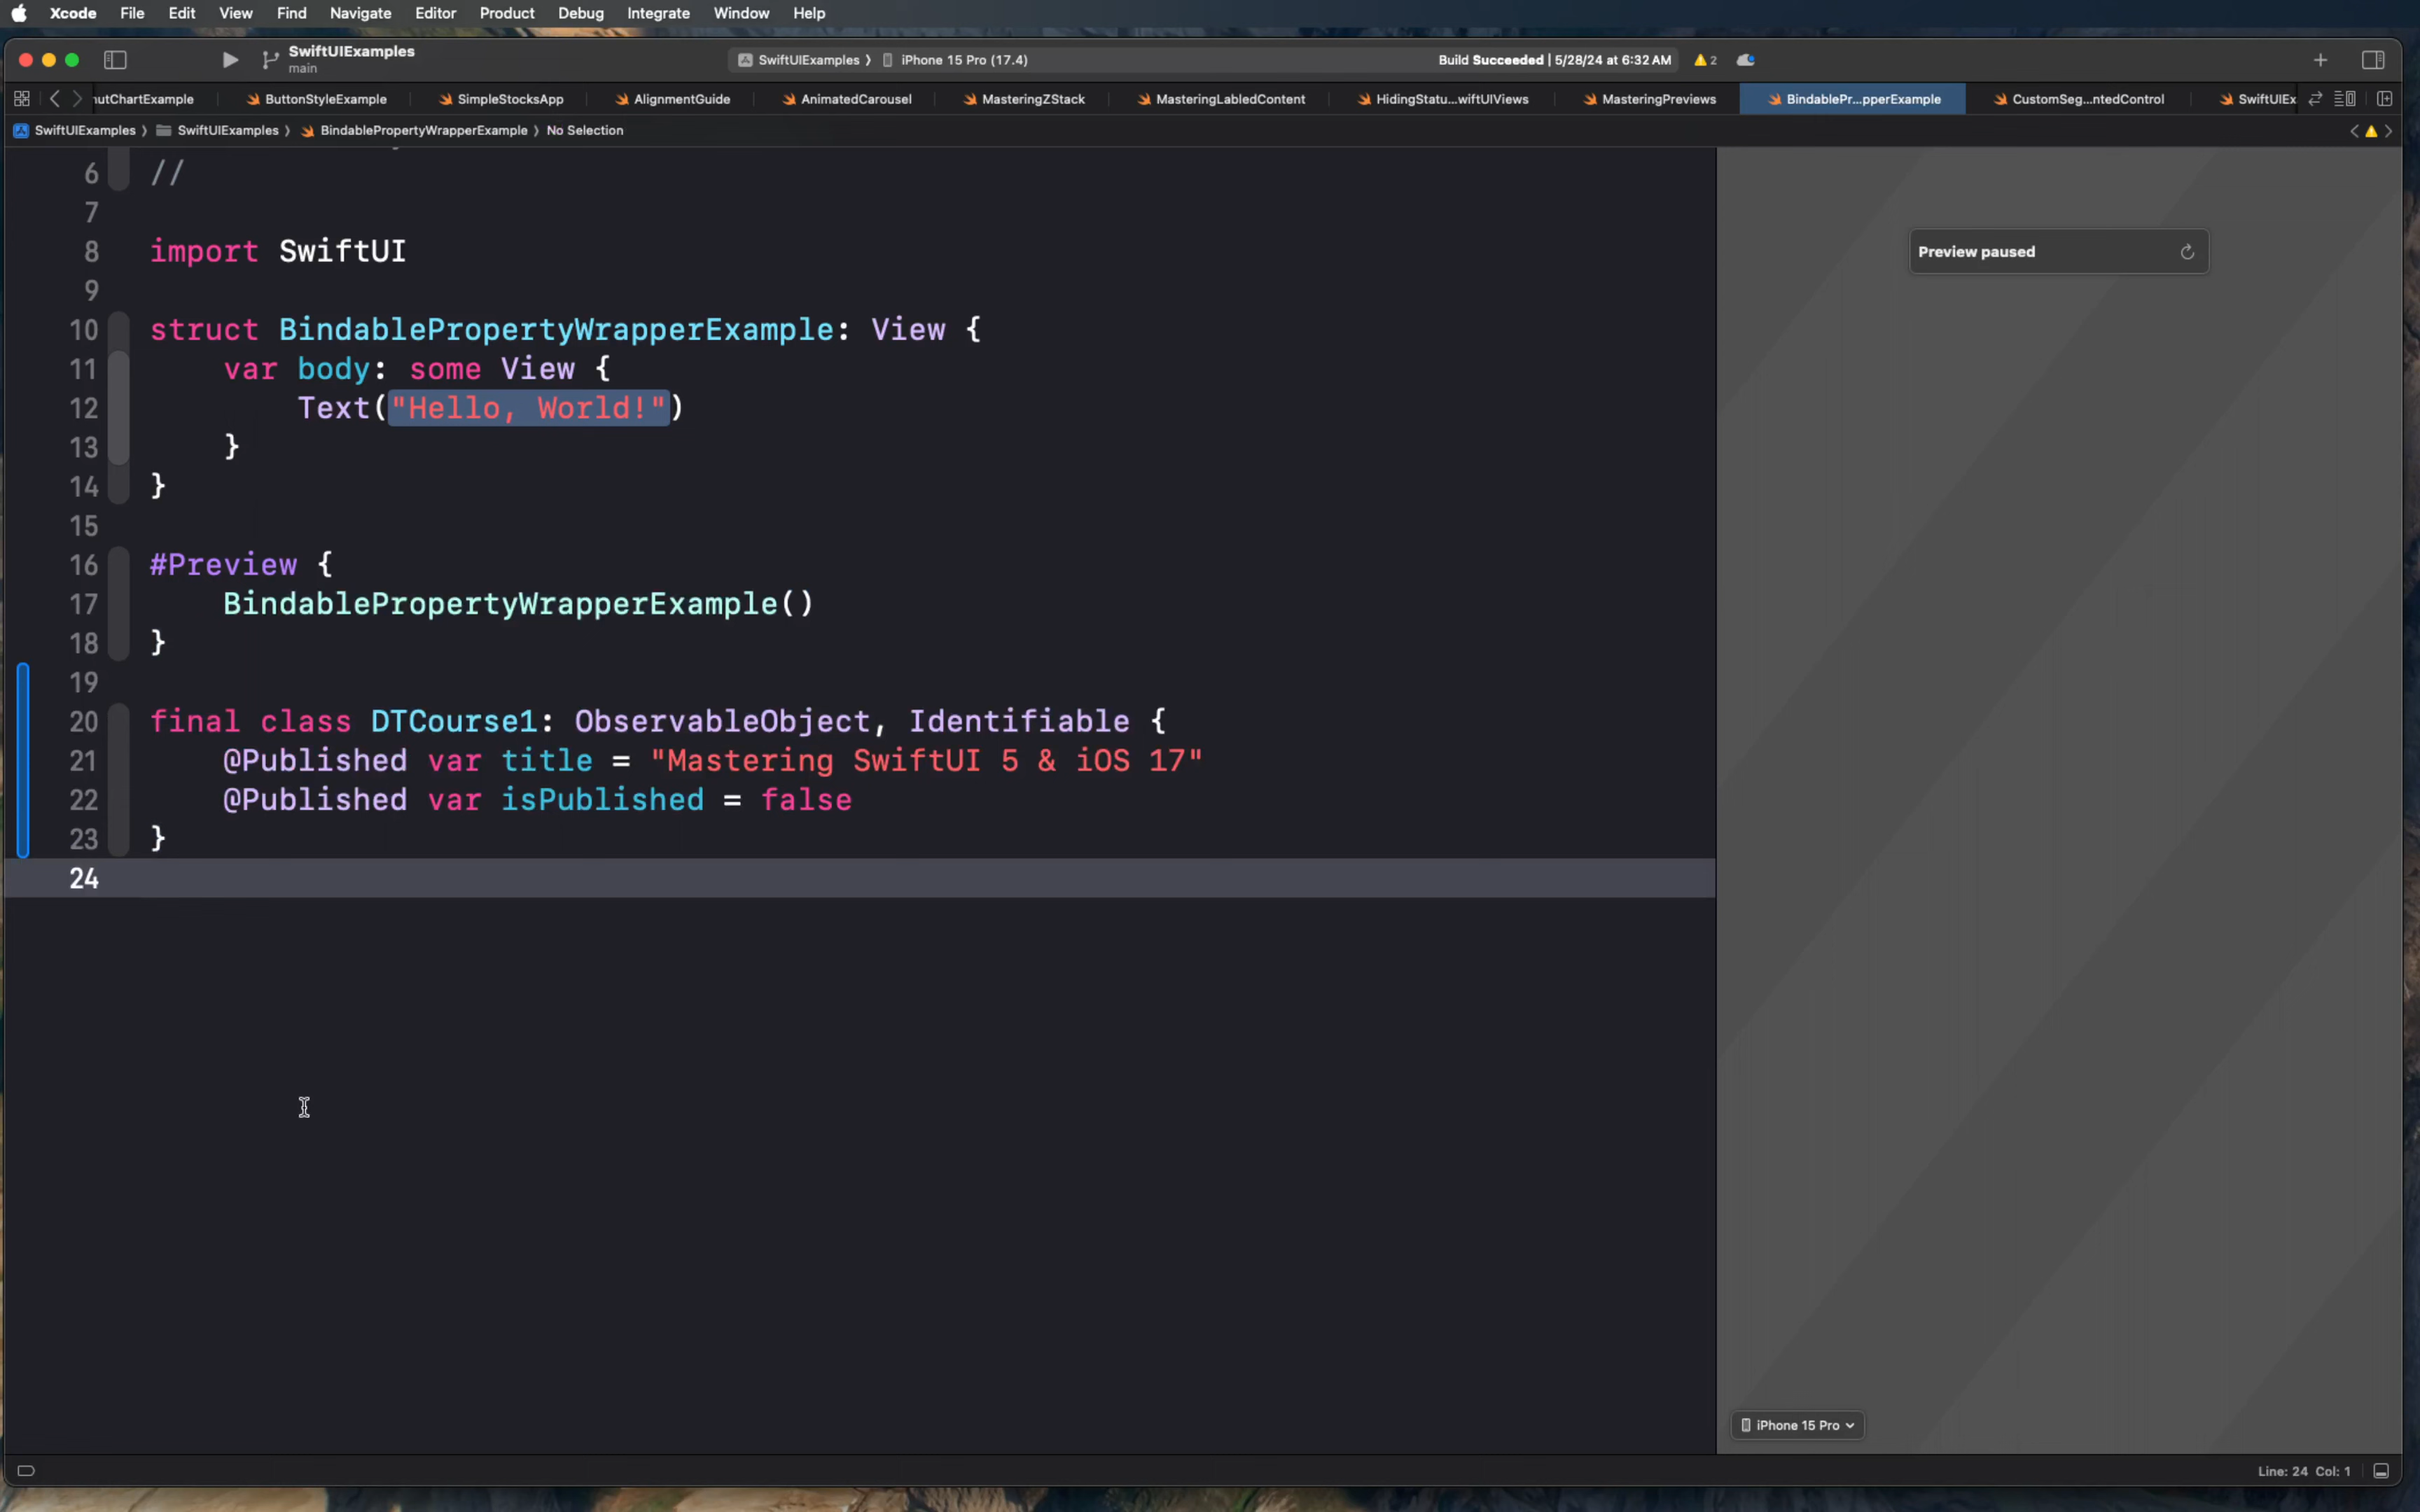 Xcode File Edit View Find Navigate Editor Product Debug Integrate Window Help
SwiftUIExamples
main
SwiftUIExamples 〉 iPhone 15 Pro (17.4)
Build Succeeded | 5/28/24 at 6:32 AM
2
nutChartExample ButtonStyleExample SimpleStocksApp AlignmentGuide AnimatedCarousel MasteringZStack MasteringLabledContent HidingStatu...wiftUIViews MasteringPreviews BindablePr...pperExample CustomSeg...ntedControl SwiftUIEx
SwiftUIExamples 〉 SwiftUIExamples 〉 BindablePropertyWrapperExample 〉 No Selection
6 //
7
8 import SwiftUI
9
10 struct BindablePropertyWrapperExample: View {
11 var body: some View {
12 Text("Hello, World!")
13 }
14 }
15
16 #Preview {
17 BindablePropertyWrapperExample()
18 }
19
20 final class DTCourse1: ObservableObject, Identifiable {
21 @Published var title = "Mastering SwiftUI 5 & iOS 17"
22 @Published var isPublished = false
23 }
24
Preview paused
iPhone 15 Pro
Line: 24 Col: 1